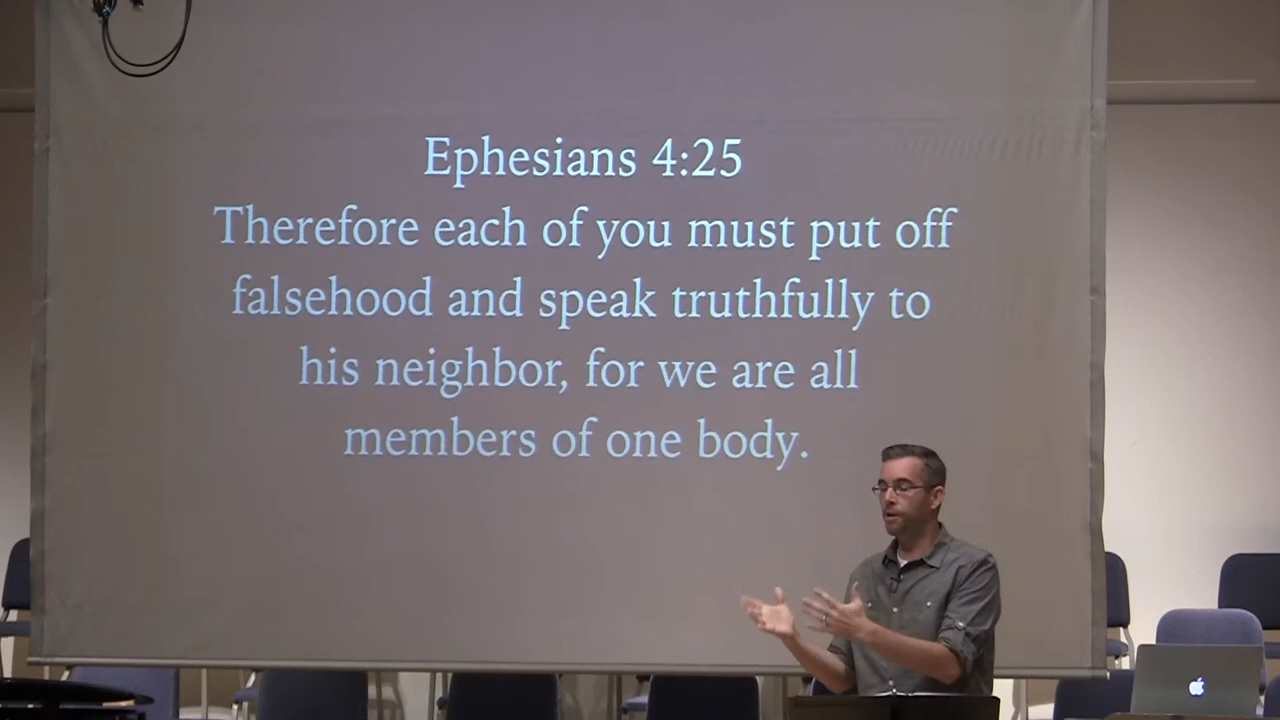 Ephesians 4:25
Therefore each of you must put off
falsehood and speak truthfully to
his neighbor, for we are all
members of one body.